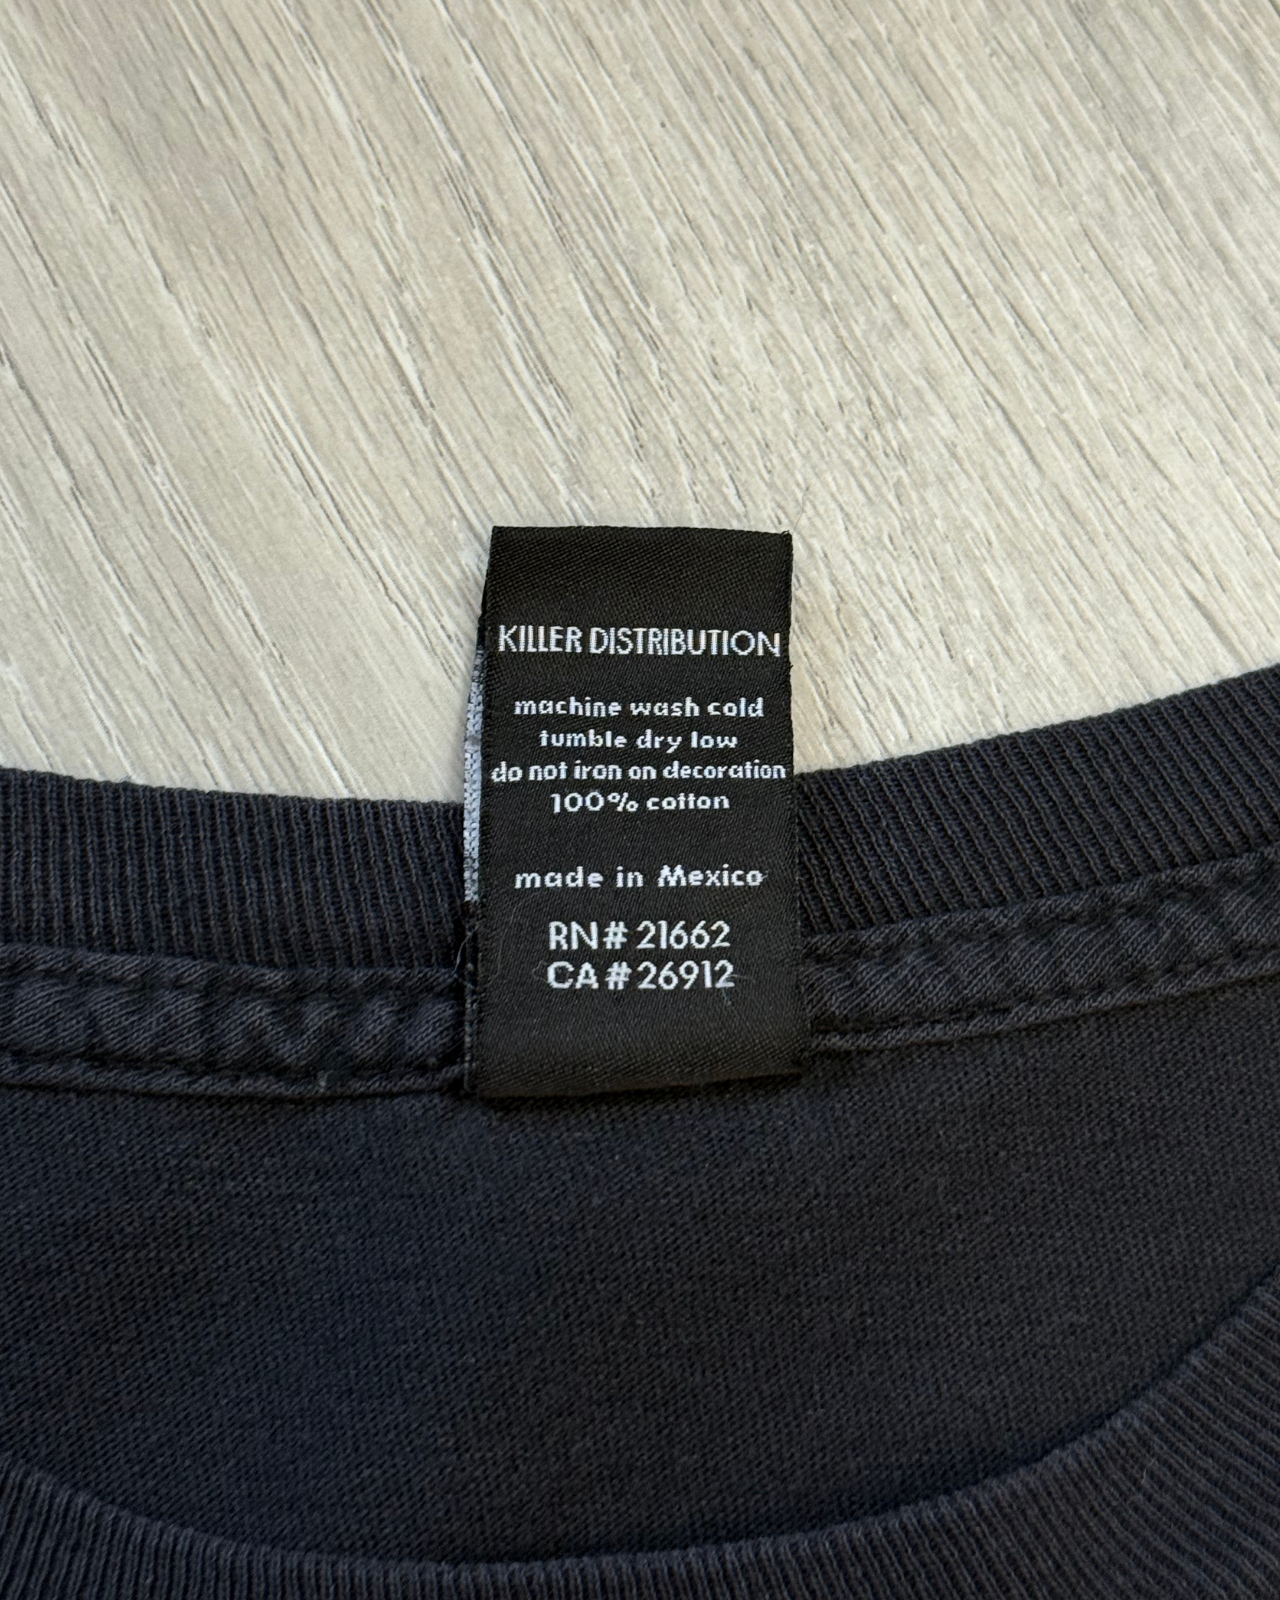 KILLER DISTRIBUTION
machine wash cold
tumble dry low
do not iron on decoration
100% cotton
made in Mexico
RN# 21662
CA# 26912